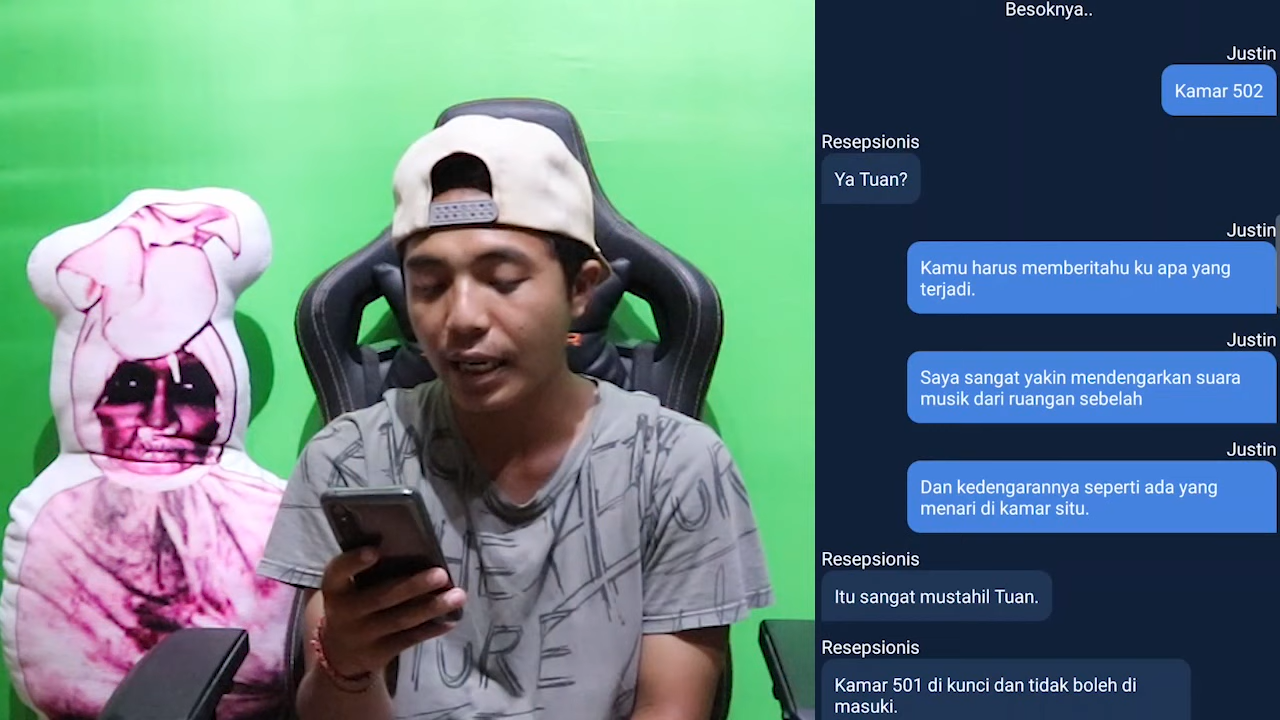 Besoknya..
Justin
Kamar 502
Resepsionis
Ya Tuan?
Justin
Kamu harus memberitahu ku apa yang
terjadi.
Justin
Saya sangat yakin mendengarkan suara
musik dari ruangan sebelah
Justin
Dan kedengarannya seperti ada yang
menari di kamar situ.
Resepsionis
Itu sangat mustahil Tuan.
Resepsionis
Kamar 501 di kunci dan tidak boleh di
masuki.